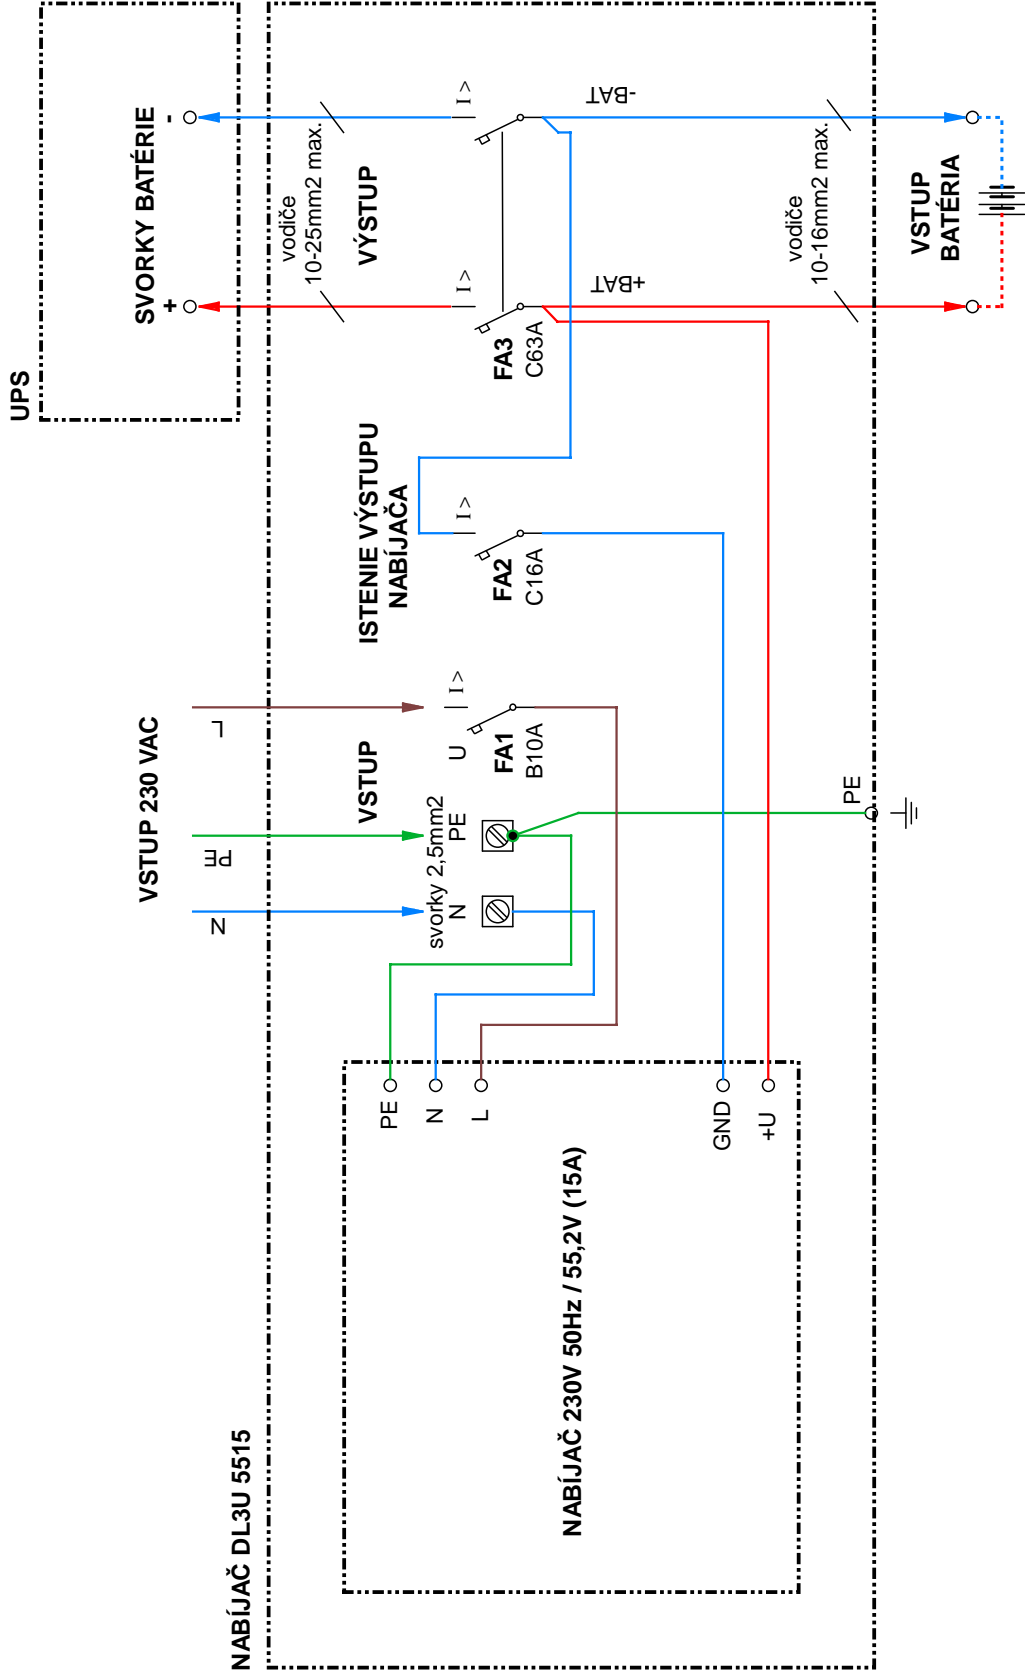 UPS
SVORKY BATÉRIE
+
-
vodiče
10-25mm2 max.
VÝSTUP
I >
I >
FA3
C63A
+BAT
-BAT
vodiče
10-16mm2 max.
VSTUP
BATÉRIA
ISTENIE VÝSTUPU
NABÍJAČA
I >
FA2
C16A
VSTUP 230 VAC
N
PE
L
VSTUP
svorky 2,5mm2
N
PE
U
I >
FA1
B10A
PE
NABÍJAČ DL3U 5515
PE
N
L
GND
+U
NABÍJAČ 230V 50Hz / 55,2V (15A)